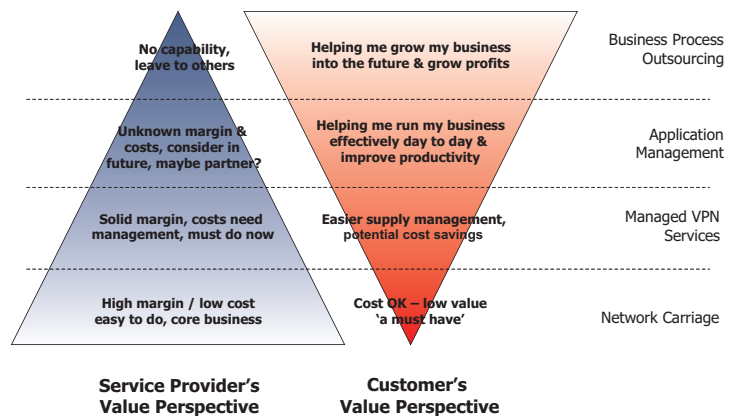 No capability,
leave to others
Helping me grow my business
into the future & grow profits
Business Process
Outsourcing
Unknown margin &
costs, consider in
future, maybe partner?
Helping me run my business
effectively day to day &
improve productivity
Application
Management
Solid margin, costs need
management, must do now
Easier supply management,
potential cost savings
Managed VPN
Services
High margin / low cost
easy to do, core business
Cost OK – low value
‘a must have’
Network Carriage
Service Provider’s
Value Perspective
Customer’s
Value Perspective